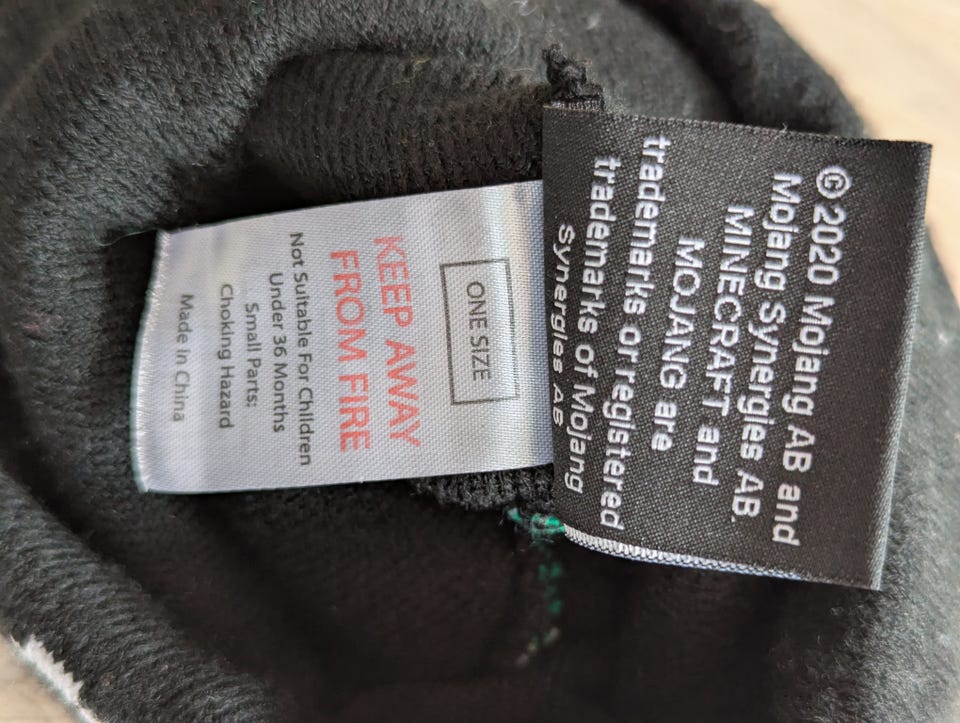 ©2020 Mojang AB and
Mojang Synergies AB.
MINECRAFT and
MOJANG are
trademarks or registered
trademarks of Mojang
Synergies AB
ONE SIZE
KEEP AWAY
FROM FIRE
Not Suitable For Children
Under 36 Months
Small Parts:
Choking Hazard
Made in China